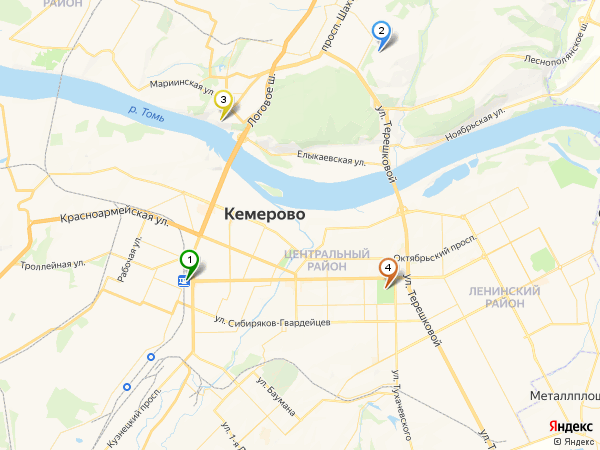 РАЙОН
просп. Шах
2
Леснополянское ш.
Мариинская ул.
3
р. Томь
Логовое ш.
ул. Терешковой
Ноябрьская ул.
Елыкаевская ул.
Красноармейская ул.
Кемерово
Рабочая ул.
Троллейная ул.
1
ЦЕНТРАЛЬНЫЙ
РАЙОН
Октябрьский просп.
4
ул. Терешковой
ЛЕНИНСКИЙ
РАЙОН
ул. Сибиряков-Гвардейцев
Кузнецкий просп.
ул. Баумана
ул. 1-я
ул. Тухачевского
Металлплощ
ул. Т
Яндекс
© Яндекс